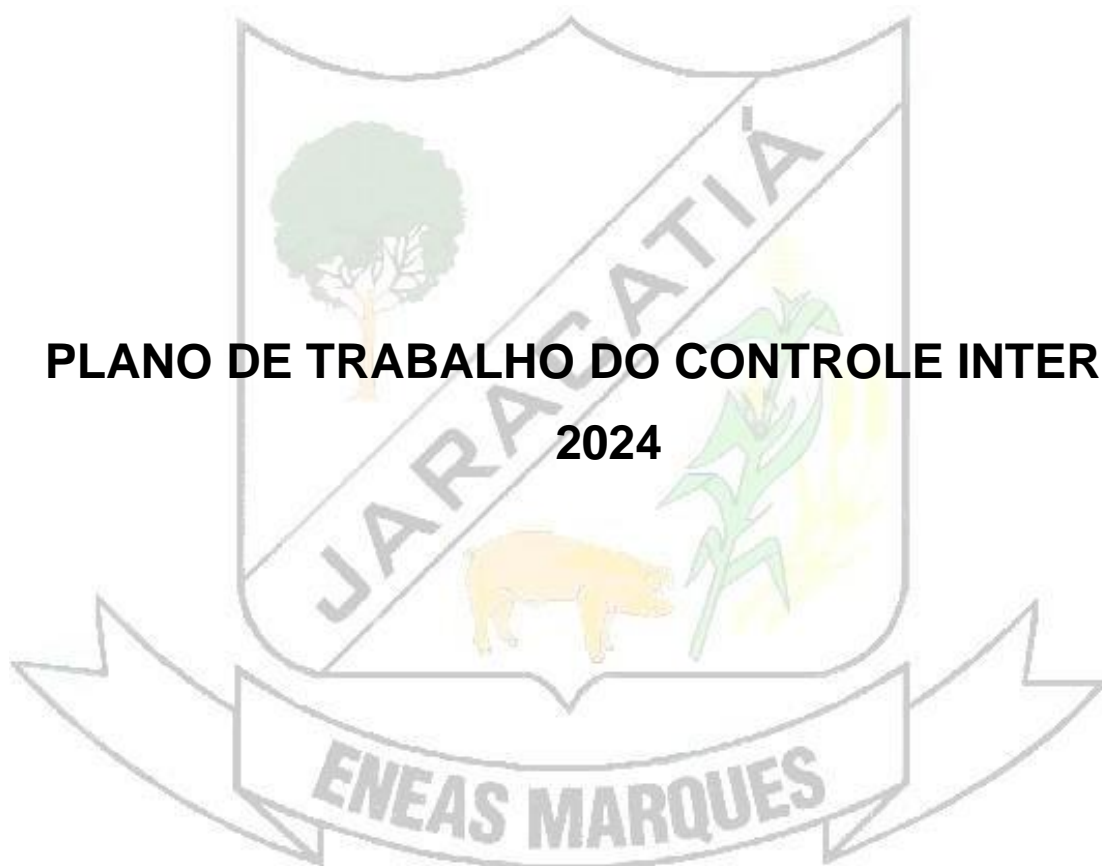 JARACATIÁ
PLANO DE TRABALHO DO CONTROLE INTER
2024
ENEAS MARQUES